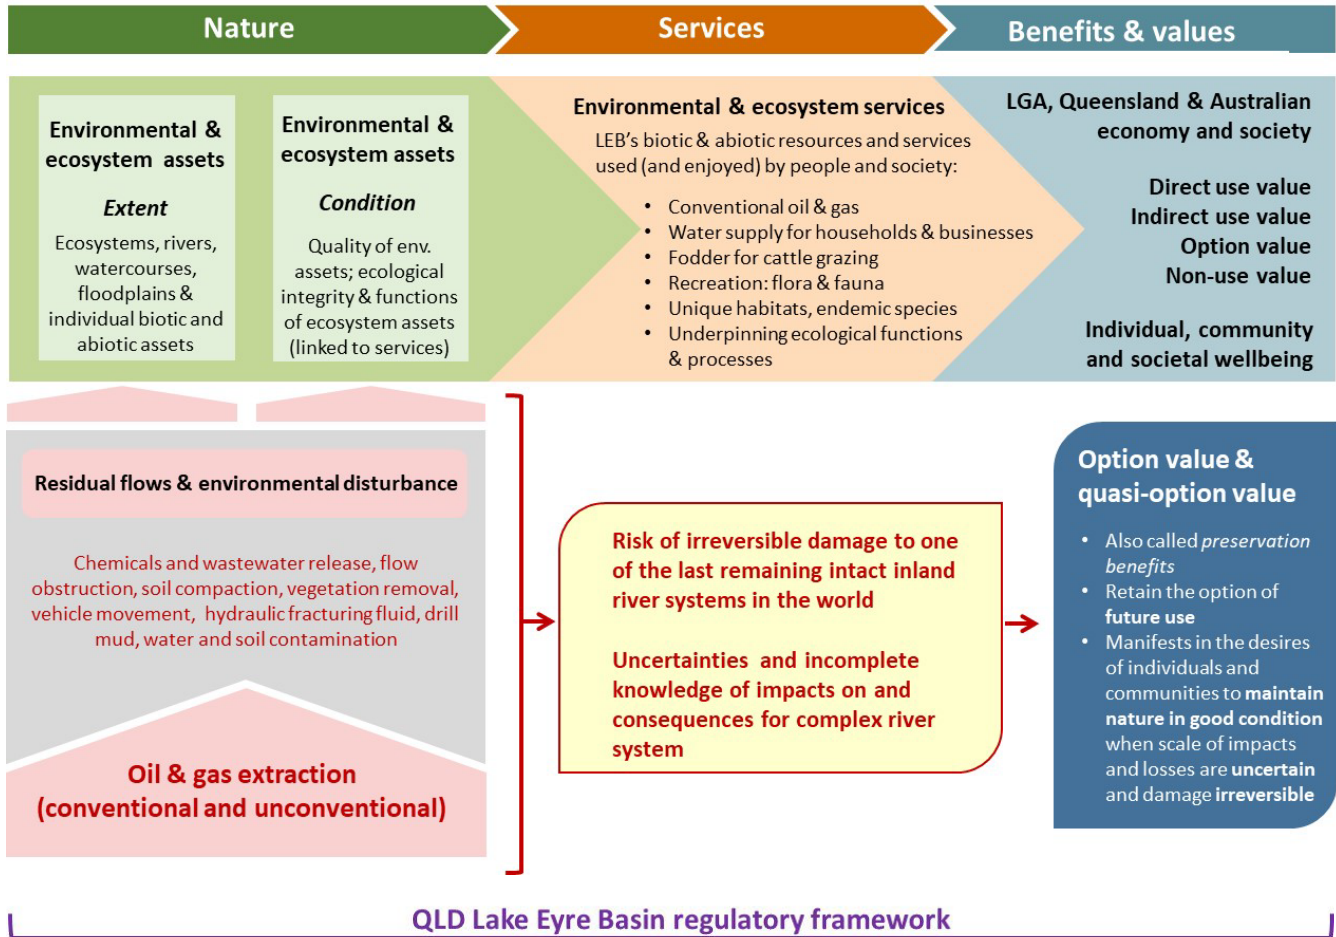 Nature
Services
Benefits & values
Environmental &
ecosystem assets
Extent
Ecosystems, rivers,
watercourses,
floodplains &
individual biotic and
abiotic assets
Environmental &
ecosystem assets
Condition
Quality of env.
assets; ecological
integrity & functions
of ecosystem assets
(linked to services)
Environmental & ecosystem services
LEB's biotic & abiotic resources and services
used (and enjoyed) by people and society:
• Conventional oil & gas
• Water supply for households & businesses
• Fodder for cattle grazing
• Recreation: flora & fauna
• Unique habitats, endemic species
• Underpinning ecological functions
& processes
LGA, Queensland & Australian
economy and society
Direct use value
Indirect use value
Option value
Non-use value
Individual, community
and societal wellbeing
Residual flows & environmental disturbance
Chemicals and wastewater release, flow
obstruction, soil compaction, vegetation removal,
vehicle movement, hydraulic fracturing fluid, drill
mud, water and soil contamination
Oil & gas extraction
(conventional and unconventional)
Risk of irreversible damage to one
of the last remaining intact inland
river systems in the world
Uncertainties and incomplete
knowledge of impacts on and
consequences for complex river
system
Option value &
quasi-option value
• Also called preservation
benefits
• Retain the option of
future use
• Manifests in the desires
of individuals and
communities to maintain
nature in good condition
when scale of impacts
and losses are uncertain
and damage irreversible
QLD Lake Eyre Basin regulatory framework